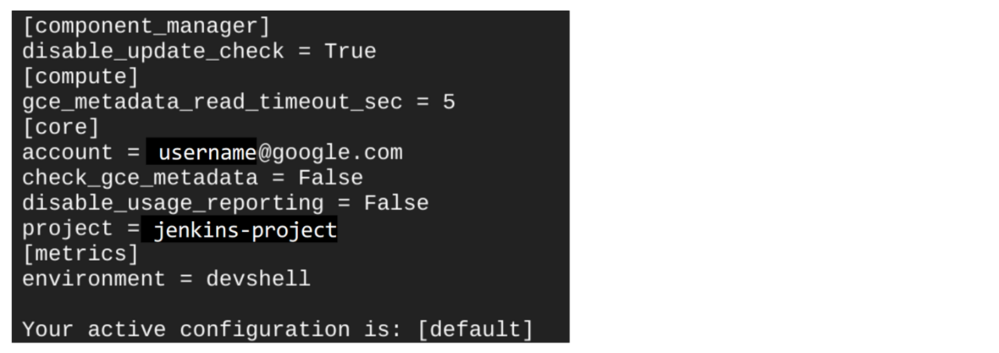 [component_manager]
disable_update_check = True
[compute]
gce_metadata_read_timeout_sec = 5
[core]
account = username@google.com
check_gce_metadata = False
disable_usage_reporting = False
project = jenkins-project
[metrics]
environment = devshell
Your active configuration is: [default]